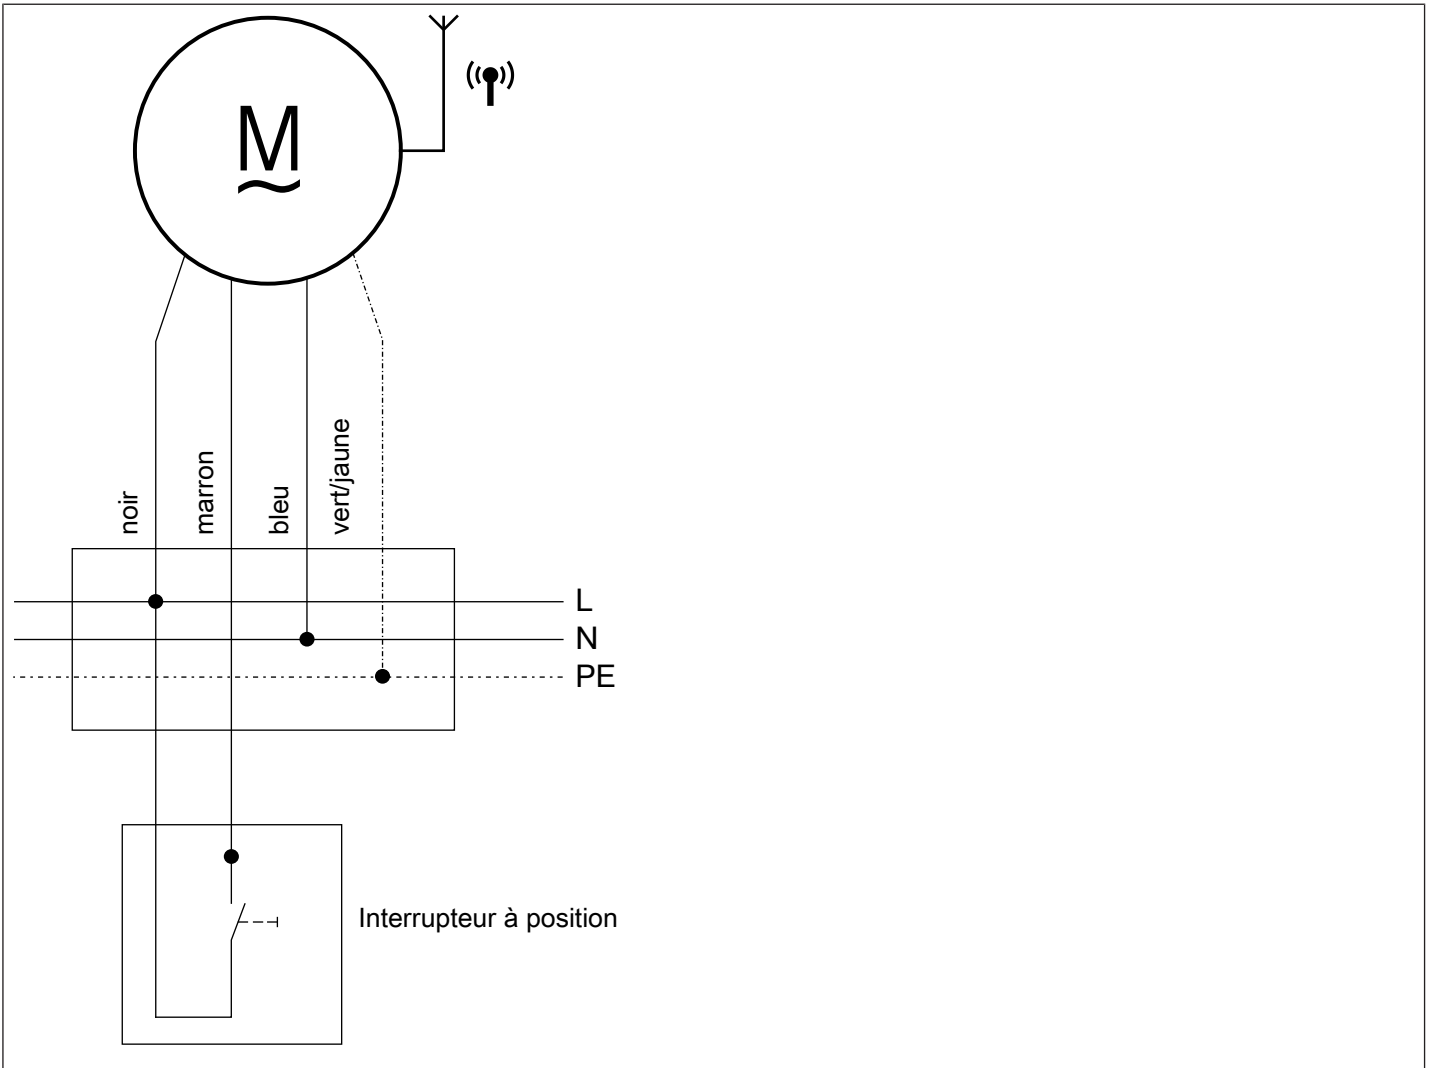 M
noir
marron
bleu
vert/jaune
L
N
PE
Interrupteur à position